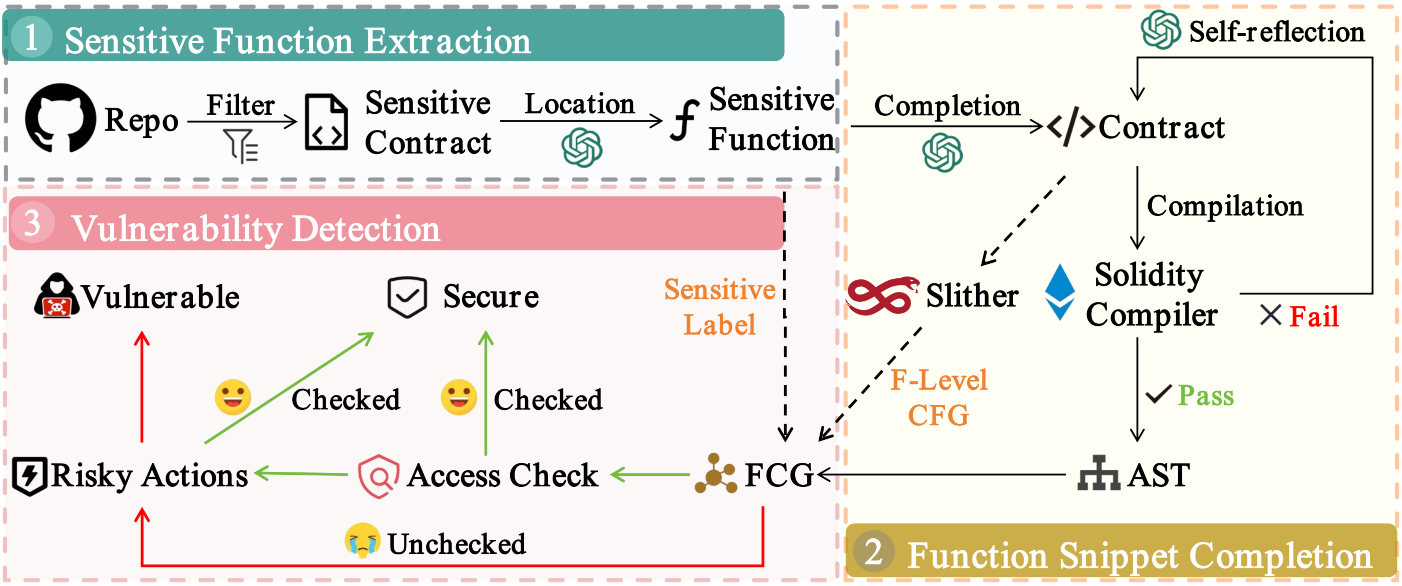 1 Sensitive Function Extraction
Repo
Filter
Sensitive
Contract
Location
Sensitive
Function
Completion
Self-reflection
Contract
Compilation
Solidity
Compiler
Fail
Pass
AST
Slither
F-Level
CFG
2 Function Snippet Completion
3 Vulnerability Detection
Sensitive
Label
Vulnerable
Secure
Checked
Checked
Risky Actions
Access Check
FCG
Unchecked